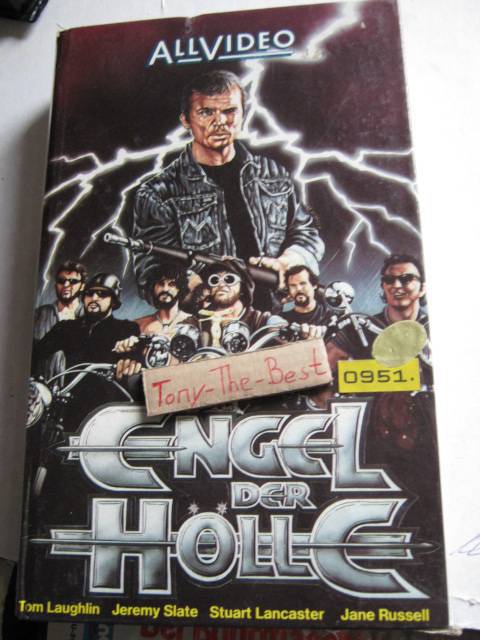 ALLVIDEO
Tony-The-Best
0951.
ENGEL
DER
HÖLLE
Tom Laughlin Jeremy Slate Stuart Lancaster Jane Russell